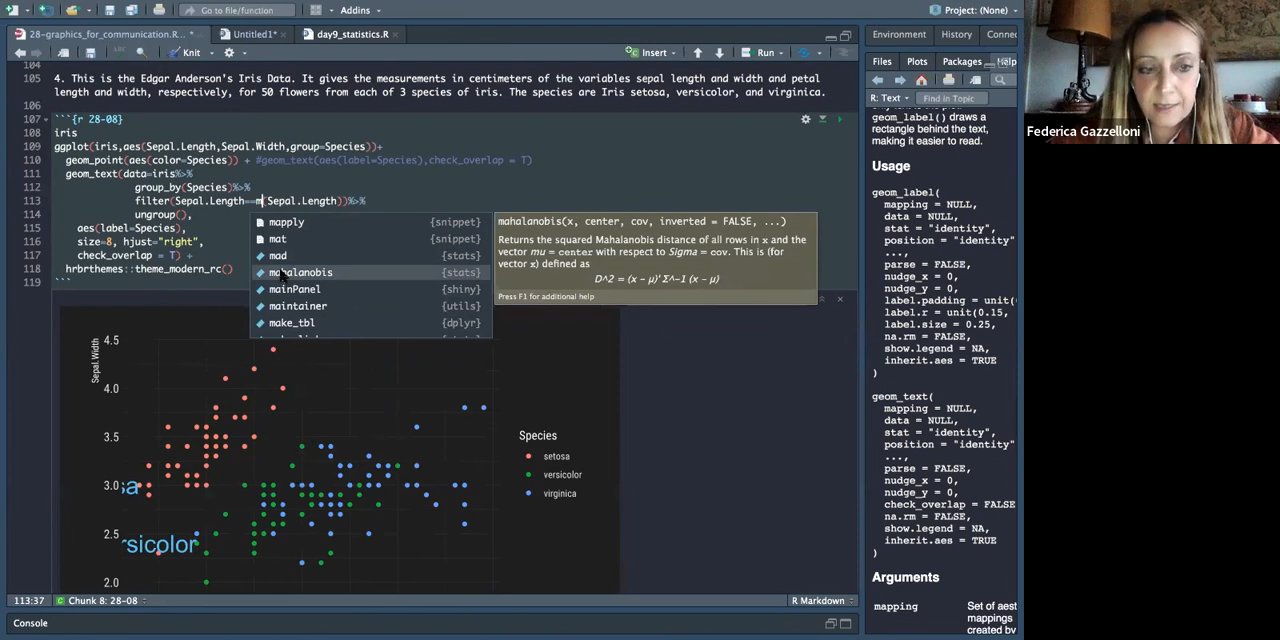 Go to file/function
Addins
Project: (None)
28-graphics_for_communication.R...*
Untitled1*
day9_statistics.R
Environment
History
Connec
Knit
Insert
Run
Files
Plots
Packages
Help
R: Text
Find in Topic
104
105 4. This is the Edgar Anderson's Iris Data. It gives the measurements in centimeters of the variables sepal length and width and petal
length and width, respectively, for 50 flowers from each of 3 species of iris. The species are Iris setosa, versicolor, and virginica.
106
107 ```{r 28-08}
108 iris
109 ggplot(iris,aes(Sepal.Length,Sepal.Width,group=Species))+
110 geom_point(aes(color=Species)) + #geom_text(aes(label=Species),check_overlap = T)
111 geom_text(data=iris%>%
112 group_by(Species)%>%
113 filter(Sepal.Length==m(Sepal.Length))%>%
114 ungroup(),
115 aes(label=Species),
116 size=8, hjust="right",
117 check_overlap = T) +
118 hrbrthemes::theme_modern_rc()
119 ```
mapply {snippet}
mat {snippet}
mad {stats}
mahalanobis {stats}
mainPanel {shiny}
maintainer {utils}
make_tbl {dplyr}
mahalanobis(x, center, cov, inverted = FALSE, ...)
Returns the squared Mahalanobis distance of all rows in x and the
vector mu = center with respect to Sigma = cov. This is (for
vector x) defined as
D^2 = (x - μ)' Σ^-1 (x - μ)
Press F1 for additional help
4.5
4.0
3.5
3.0
2.5
2.0
Sepal.Width
sa
rsicolor
Species
setosa
versicolor
virginica
113:37
Chunk 8: 28-08
R Markdown
Console
geom_label() draws a
rectangle behind the text,
making it easier to read.
Usage
geom_label(
mapping = NULL,
data = NULL,
stat = "identity",
position = "identity"
...,
parse = FALSE,
nudge_x = 0,
nudge_y = 0,
label.padding = unit(
label.r = unit(0.15,
label.size = 0.25,
na.rm = FALSE,
show.legend = NA,
inherit.aes = TRUE
)
geom_text(
mapping = NULL,
data = NULL,
stat = "identity",
position = "identity"
...,
parse = FALSE,
nudge_x = 0,
nudge_y = 0,
check_overlap = FALSE
na.rm = FALSE,
show.legend = NA,
inherit.aes = TRUE
)
Arguments
mapping
Set of aest
mappings
created by
Federica Gazzelloni